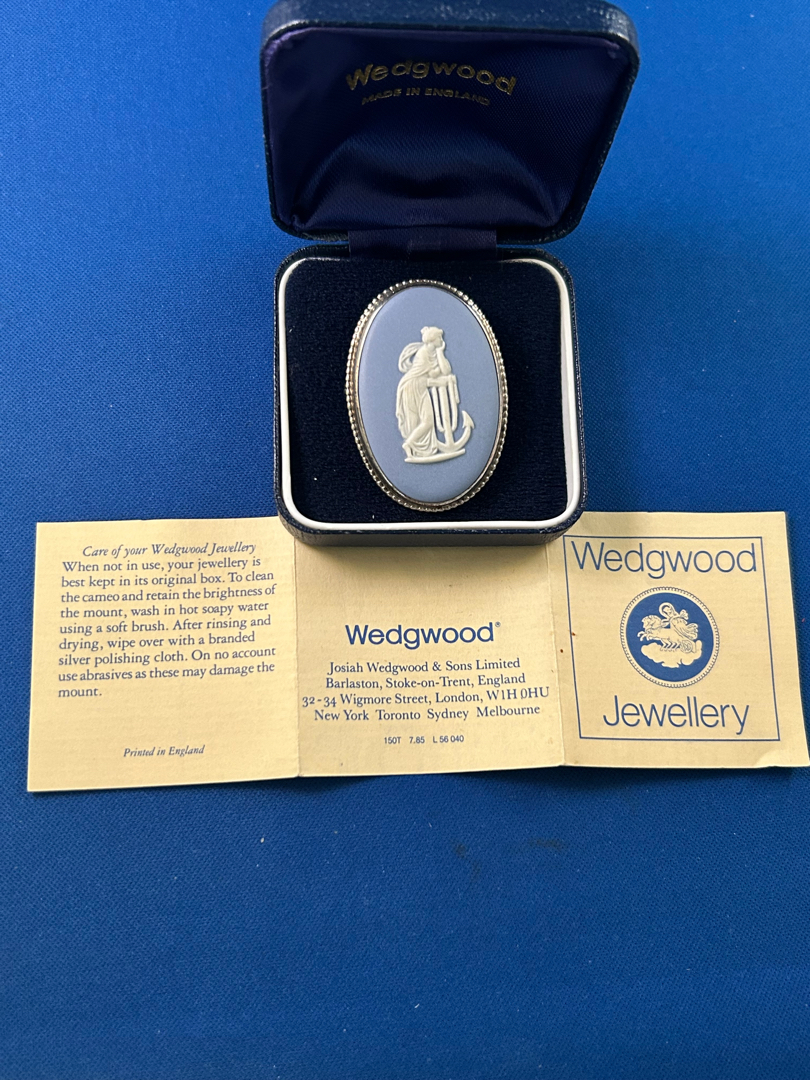 Wedgwood
MADE IN ENGLAND
Care of your Wedgwood Jewellery
When not in use, your jewellery is
best kept in its original box. To clean
the cameo and retain the brightness of
the mount, wash in hot soapy water
using a soft brush. After rinsing and
drying, wipe over with a branded
silver polishing cloth. On no account
use abrasives as these may damage the
mount.
Printed in England
Wedgwood®
Josiah Wedgwood & Sons Limited
Barlaston, Stoke-on-Trent, England
32-34 Wigmore Street, London, W1H 0HU
New York Toronto Sydney Melbourne
150T 7.85 L 56 040
Wedgwood
Jewellery